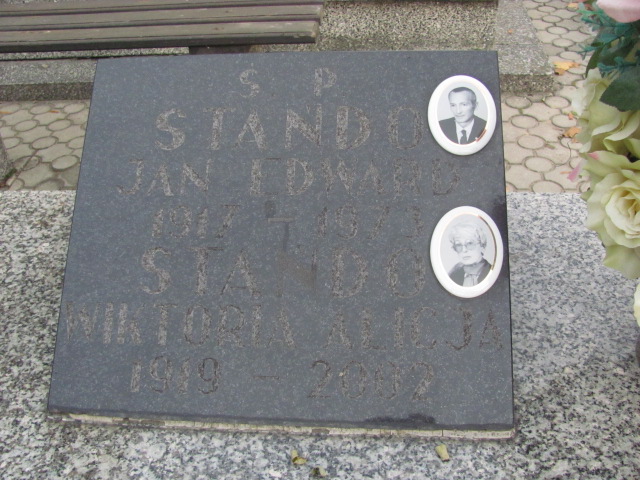 Ś P
STANDO
JAN EDWARD
1917 - 1973
STANDO
WIKTORIA ALICJA
1919 - 2002